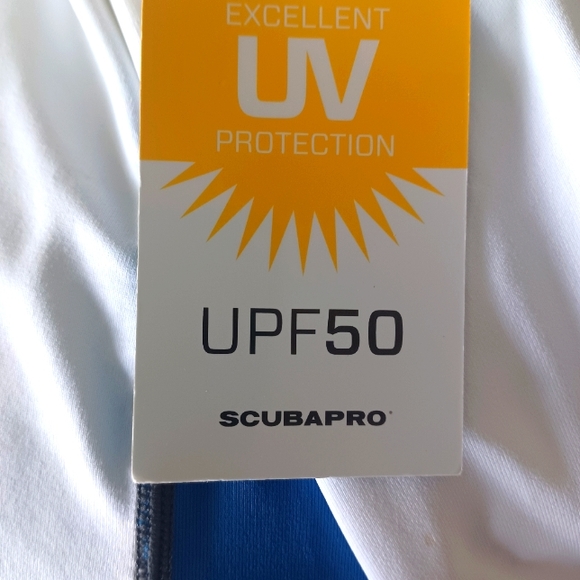 EXCELLENT
UV
PROTECTION
UPF50
SCUBAPRO